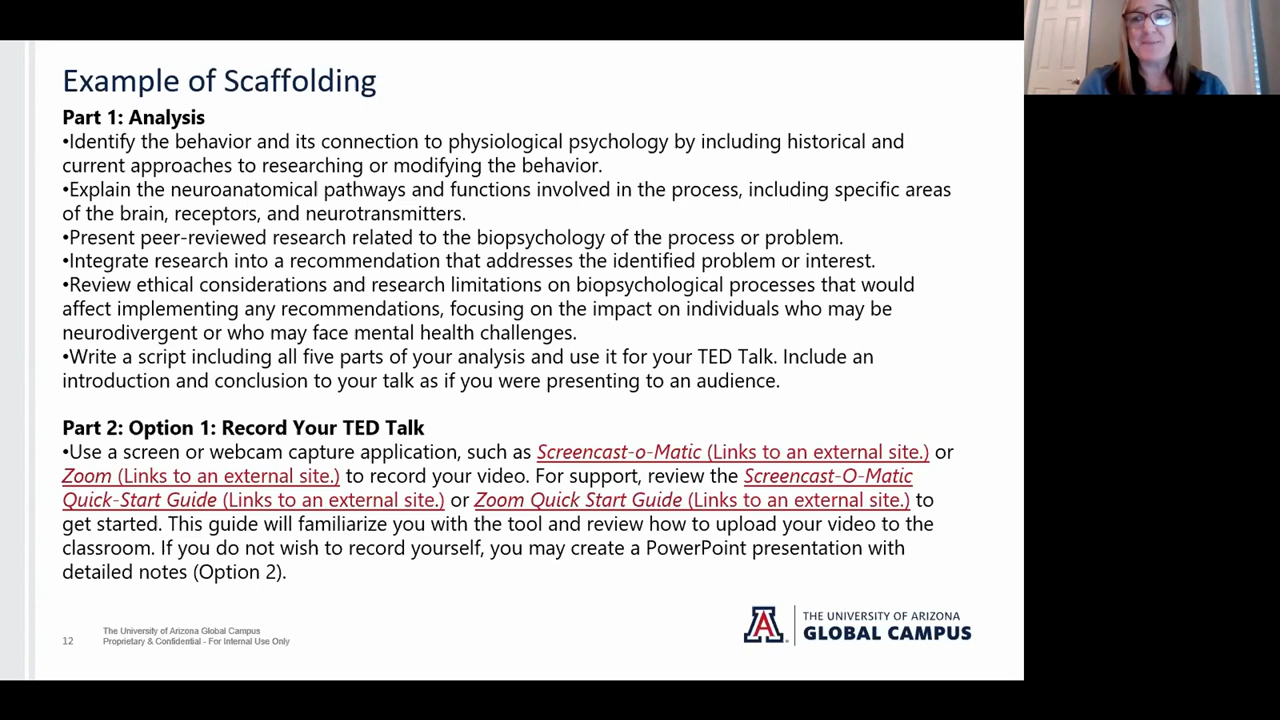 Example of Scaffolding
Part 1: Analysis
•Identify the behavior and its connection to physiological psychology by including historical and
current approaches to researching or modifying the behavior.
•Explain the neuroanatomical pathways and functions involved in the process, including specific areas
of the brain, receptors, and neurotransmitters.
•Present peer-reviewed research related to the biopsychology of the process or problem.
•Integrate research into a recommendation that addresses the identified problem or interest.
•Review ethical considerations and research limitations on biopsychological processes that would
affect implementing any recommendations, focusing on the impact on individuals who may be
neurodivergent or who may face mental health challenges.
•Write a script including all five parts of your analysis and use it for your TED Talk. Include an
introduction and conclusion to your talk as if you were presenting to an audience.
Part 2: Option 1: Record Your TED Talk
•Use a screen or webcam capture application, such as Screencast-o-Matic (Links to an external site.) or
Zoom (Links to an external site.) to record your video. For support, review the Screencast-O-Matic
Quick-Start Guide (Links to an external site.) or Zoom Quick Start Guide (Links to an external site.) to
get started. This guide will familiarize you with the tool and review how to upload your video to the
classroom. If you do not wish to record yourself, you may create a PowerPoint presentation with
detailed notes (Option 2).
12
The University of Arizona Global Campus
Proprietary & Confidential - For Internal Use Only
A
THE UNIVERSITY OF ARIZONA
GLOBAL CAMPUS